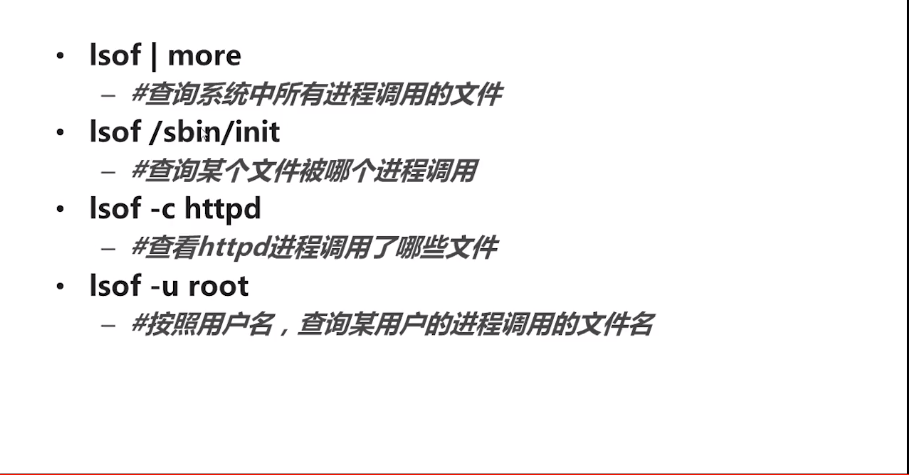 • lsof | more
– #查询系统中所有进程调用的文件
• lsof /sbin/init
– #查询某个文件被哪个进程调用
• lsof -c httpd
– #查看httpd进程调用了哪些文件
• lsof -u root
– #按照用户名，查询某用户的进程调用的文件名